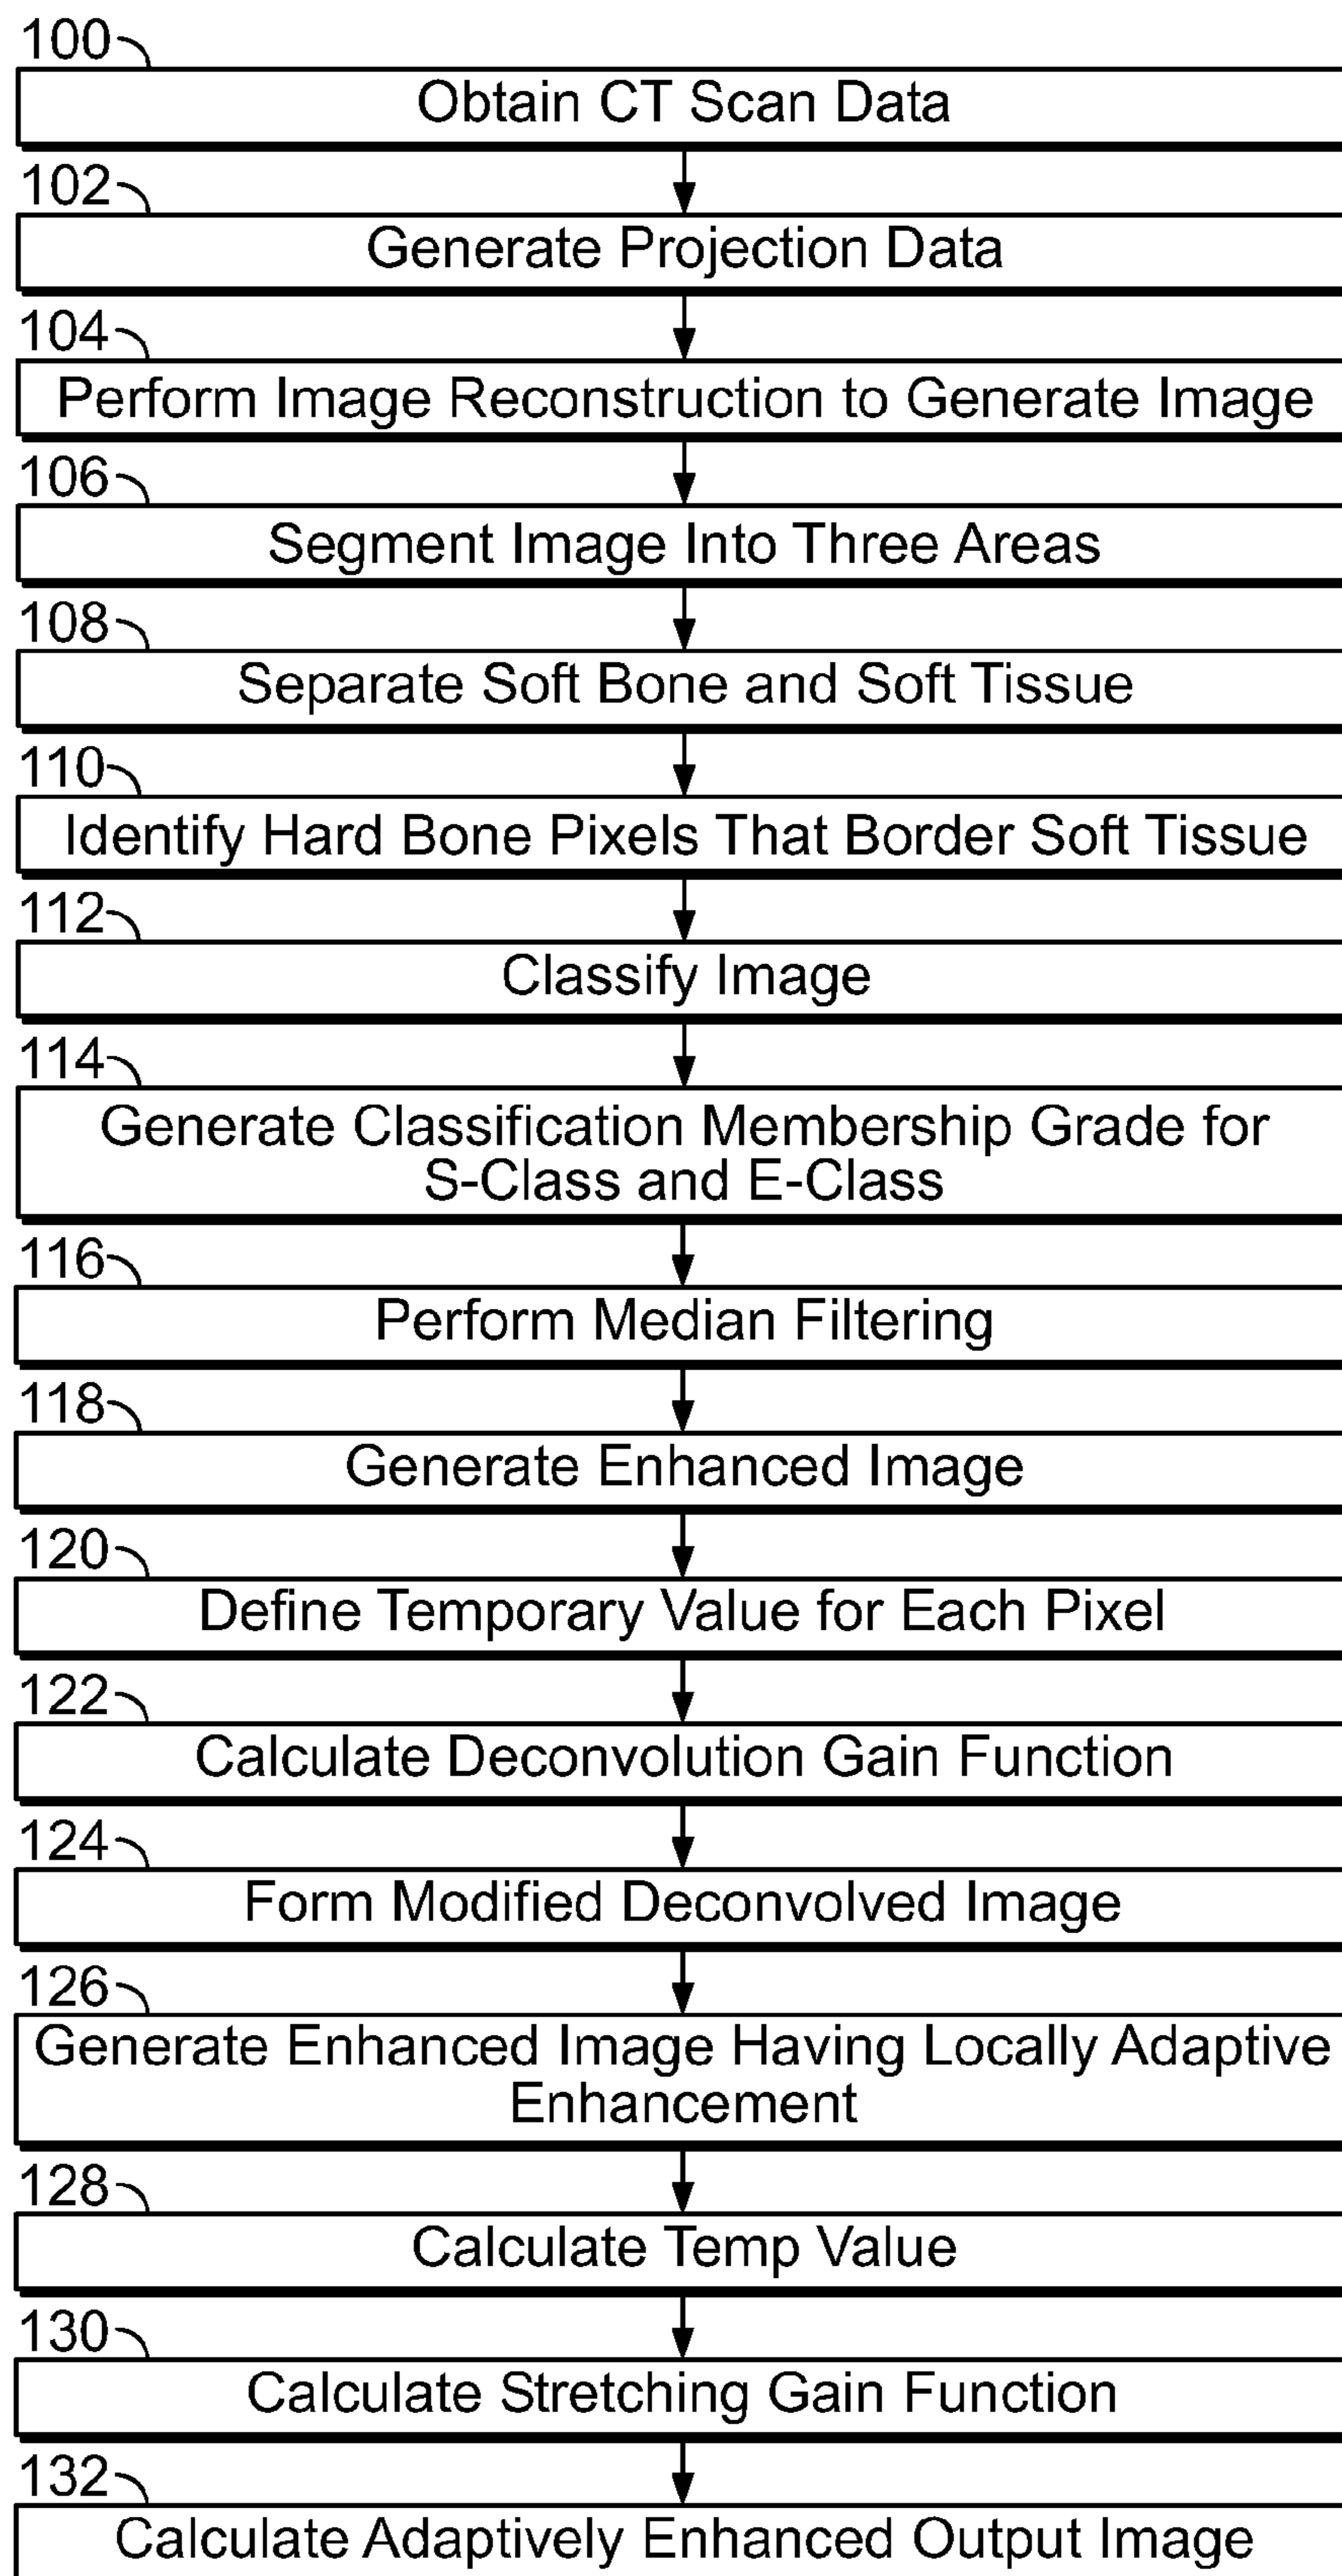 100
Obtain CT Scan Data
102
Generate Projection Data
104
Perform Image Reconstruction to Generate Image
106
Segment Image Into Three Areas
108
Separate Soft Bone and Soft Tissue
110
Identify Hard Bone Pixels That Border Soft Tissue
112
Classify Image
114
Generate Classification Membership Grade for
S-Class and E-Class
116
Perform Median Filtering
118
Generate Enhanced Image
120
Define Temporary Value for Each Pixel
122
Calculate Deconvolution Gain Function
124
Form Modified Deconvolved Image
126
Generate Enhanced Image Having Locally Adaptive
Enhancement
128
Calculate Temp Value
130
Calculate Stretching Gain Function
132
Calculate Adaptively Enhanced Output Image